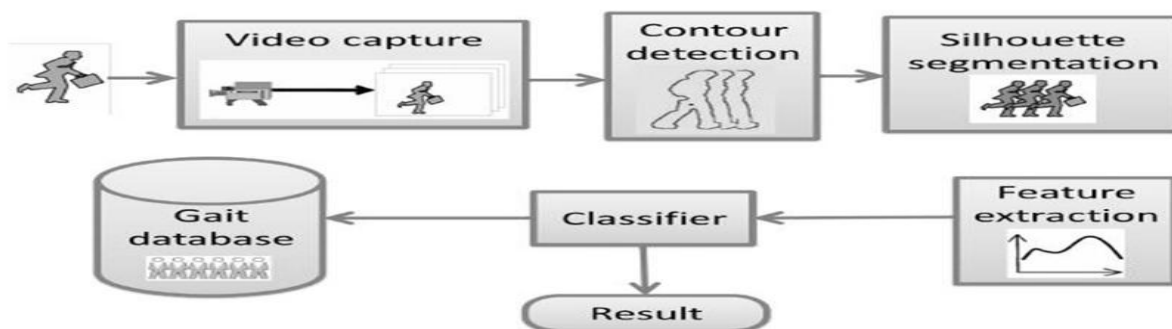 Video capture
Contour
detection
Silhouette
segmentation
Feature
extraction
Classifier
Gait
database
Result